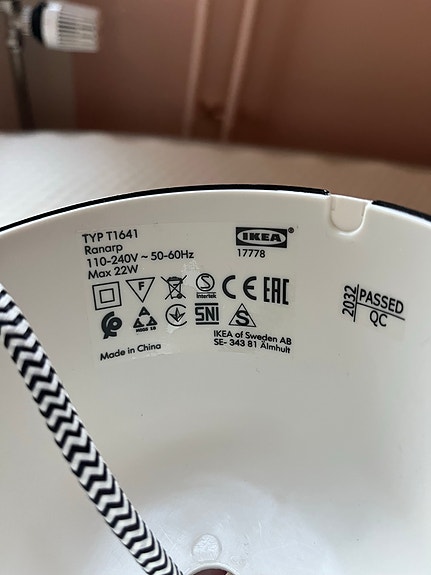 TYP T1641
Ranarp
110-240V ~ 50-60Hz
Max 22W
IKEA®
17778
F
S
Intertek
CE EAC
SNI
S
Made in China
IKEA of Sweden AB
SE- 343 81 Älmhult
2032
PASSED
QC